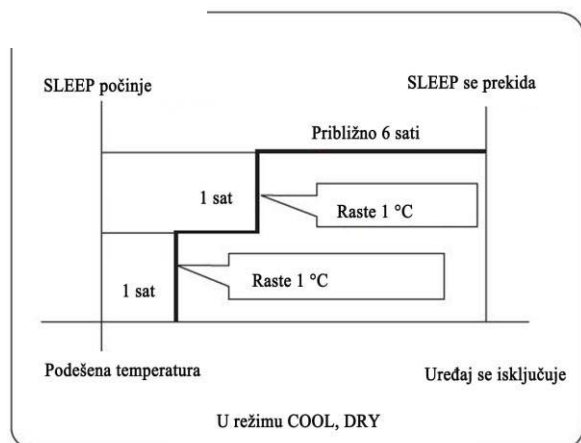 SLEEP počinje
SLEEP se prekida
Približno 6 sati
1 sat
Raste 1 °C
1 sat
Raste 1 °C
Podešena temperatura
Uređaj se isključuje
U režimu COOL, DRY